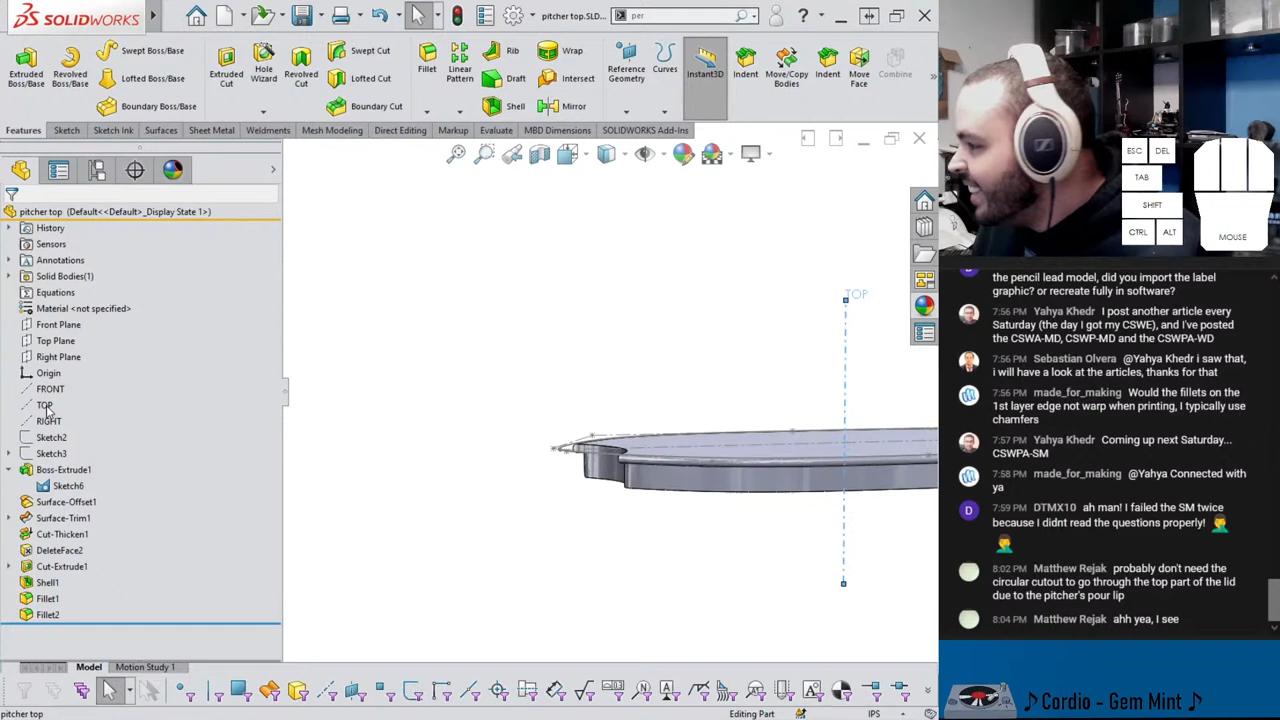 SOLIDWORKS
pitcher top.SLD...
per
Extruded Boss/Base
Revolved Boss/Base
Swept Boss/Base
Lofted Boss/Base
Boundary Boss/Base
Extruded Cut
Hole Wizard
Revolved Cut
Swept Cut
Lofted Cut
Boundary Cut
Fillet
Linear Pattern
Rib
Draft
Shell
Wrap
Intersect
Mirror
Reference Geometry
Curves
Instant3D
Indent
Move/Copy Bodies
Indent
Move Face
Combine
Features
Sketch
Sketch Ink
Surfaces
Sheet Metal
Weldments
Mesh Modeling
Direct Editing
Markup
Evaluate
MBD Dimensions
SOLIDWORKS Add-Ins
pitcher top (Default<<Default>_Display State 1>)
History
Sensors
Annotations
Solid Bodies(1)
Equations
Material <not specified>
Front Plane
Top Plane
Right Plane
Origin
FRONT
TOP
RIGHT
Sketch2
Sketch3
Boss-Extrude1
Sketch6
Surface-Offset1
Surface-Trim1
Cut-Thicken1
DeleteFace2
Cut-Extrude1
Shell1
Fillet1
Fillet2
TOP
Model
Motion Study 1
pitcher top
Editing Part
IPS
ESC
DEL
TAB
SHIFT
CTRL
ALT
MOUSE
the pencil lead model, did you import the label
graphic? or recreate fully in software?
7:56 PM Yahya Khedr I post another article every
Saturday (the day I got my CSWE), and I've posted
the CSWA-MD, CSWP-MD and the CSWPA-WD
7:56 PM Sebastian Olvera @Yahya Khedr i saw that,
i will have a look at the articles, thanks for that
7:56 PM made_for_making Would the fillets on the
1st layer edge not warp when printing, I typically use
chamfers
7:57 PM Yahya Khedr Coming up next Saturday...
CSWPA-SM
7:58 PM made_for_making @Yahya Connected with
ya
7:59 PM DTMX10 ah man! I failed the SM twice
because I didnt read the questions properly! 🤦‍♂️
🤦‍♂️
8:02 PM Matthew Rejak probably don't need the
circular cutout to go through the top part of the lid
due to the pitcher's pour lip
8:04 PM Matthew Rejak ahh yea, I see
♪ Cordio - Gem Mint ♪